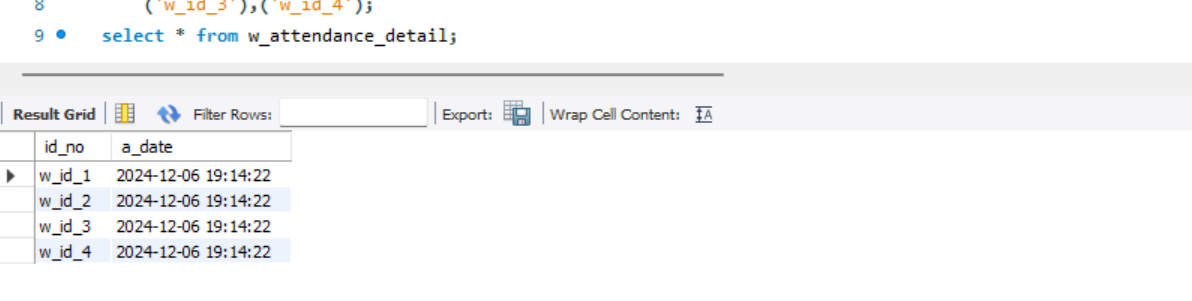 8 ('w_id_3'),('w_id_4');
9 select * from w_attendance_detail;
Result Grid Filter Rows: Export: Wrap Cell Content: IA
id_no a_date
w_id_1 2024-12-06 19:14:22
w_id_2 2024-12-06 19:14:22
w_id_3 2024-12-06 19:14:22
w_id_4 2024-12-06 19:14:22